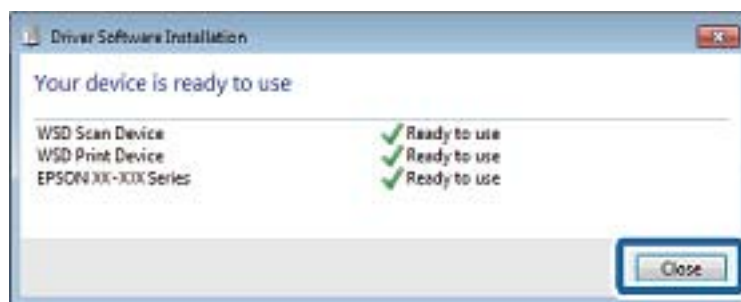 Driver Software Installation
Your device is ready to use
WSD Scan Device Ready to use
WSD Print Device Ready to use
EPSON XX-XXX Series Ready to use
Close